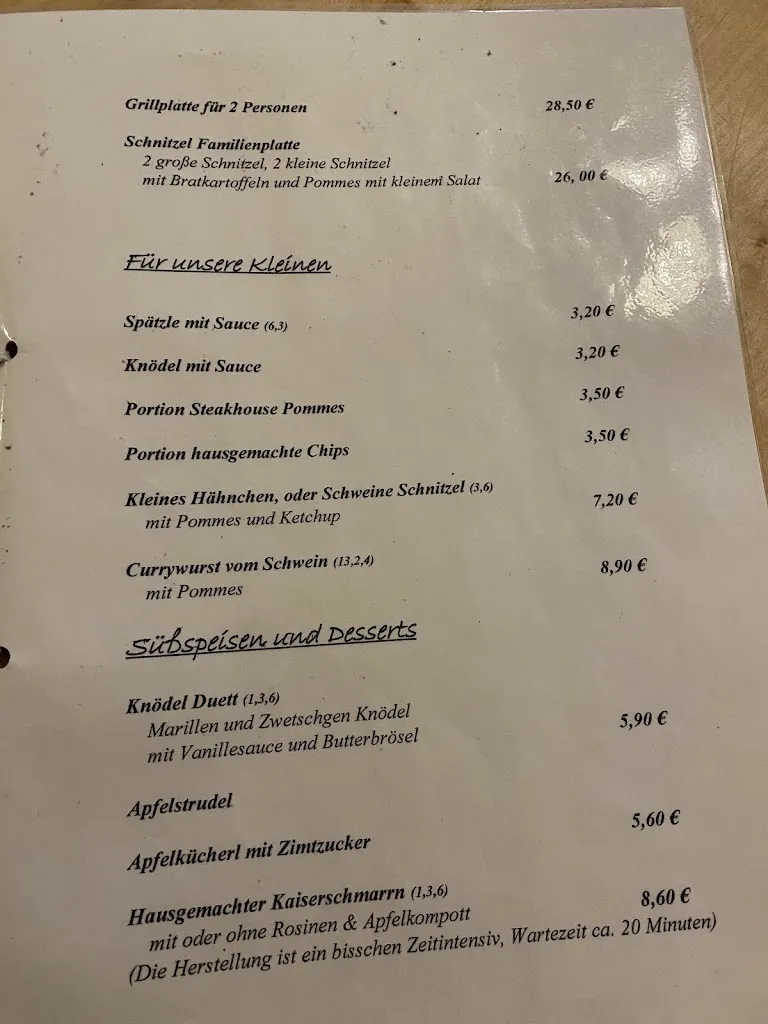 Grillplatte für 2 Personen 28,50 €
Schnitzel Familienplatte
2 große Schnitzel, 2 kleine Schnitzel
mit Bratkartoffeln und Pommes mit kleinem Salat 26, 00 €
Für unsere Kleinen
Spätzle mit Sauce (6,3) 3,20 €
Knödel mit Sauce 3,20 €
Portion Steakhouse Pommes 3,50 €
Portion hausgemachte Chips 3,50 €
Kleines Hähnchen, oder Schweine Schnitzel (3,6) 7,20 €
mit Pommes und Ketchup
Currywurst vom Schwein (13,2,4) 8,90 €
mit Pommes
Süßspeisen und Desserts
Knödel Duett (1,3,6)
Marillen und Zwetschgen Knödel 5,90 €
mit Vanillesauce und Butterbrösel
Apfelstrudel
Apfelkücherl mit Zimtzucker 5,60 €
Hausgemachter Kaiserschmarrn (1,3,6) 8,60 €
mit oder ohne Rosinen & Apfelkompott
(Die Herstellung ist ein bisschen Zeitintensiv, Wartezeit ca. 20 Minuten)